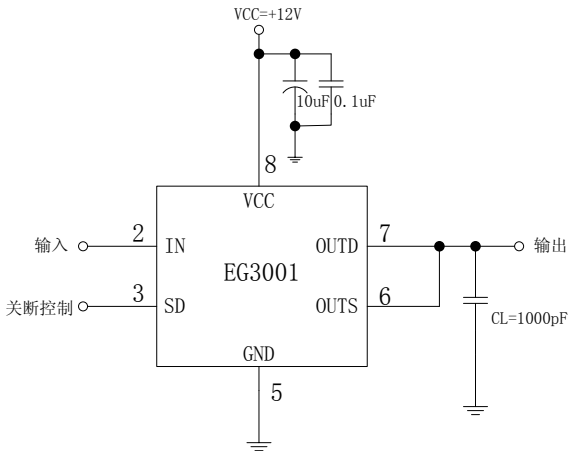 VCC=+12V
10uF
0.1uF
8
VCC
输入
2
IN
OUTD
7
输出
EG3001
关断控制
3
SD
OUTS
6
CL=1000pF
GND
5